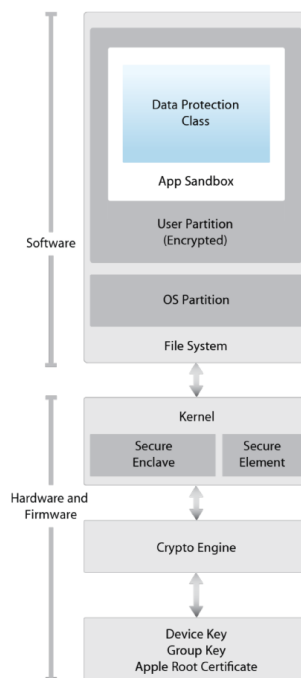 Data Protection
Class
App Sandbox
User Partition
(Encrypted)
Software
OS Partition
File System
Kernel
Secure
Enclave
Secure
Element
Hardware and
Firmware
Crypto Engine
Device Key
Group Key
Apple Root Certificate